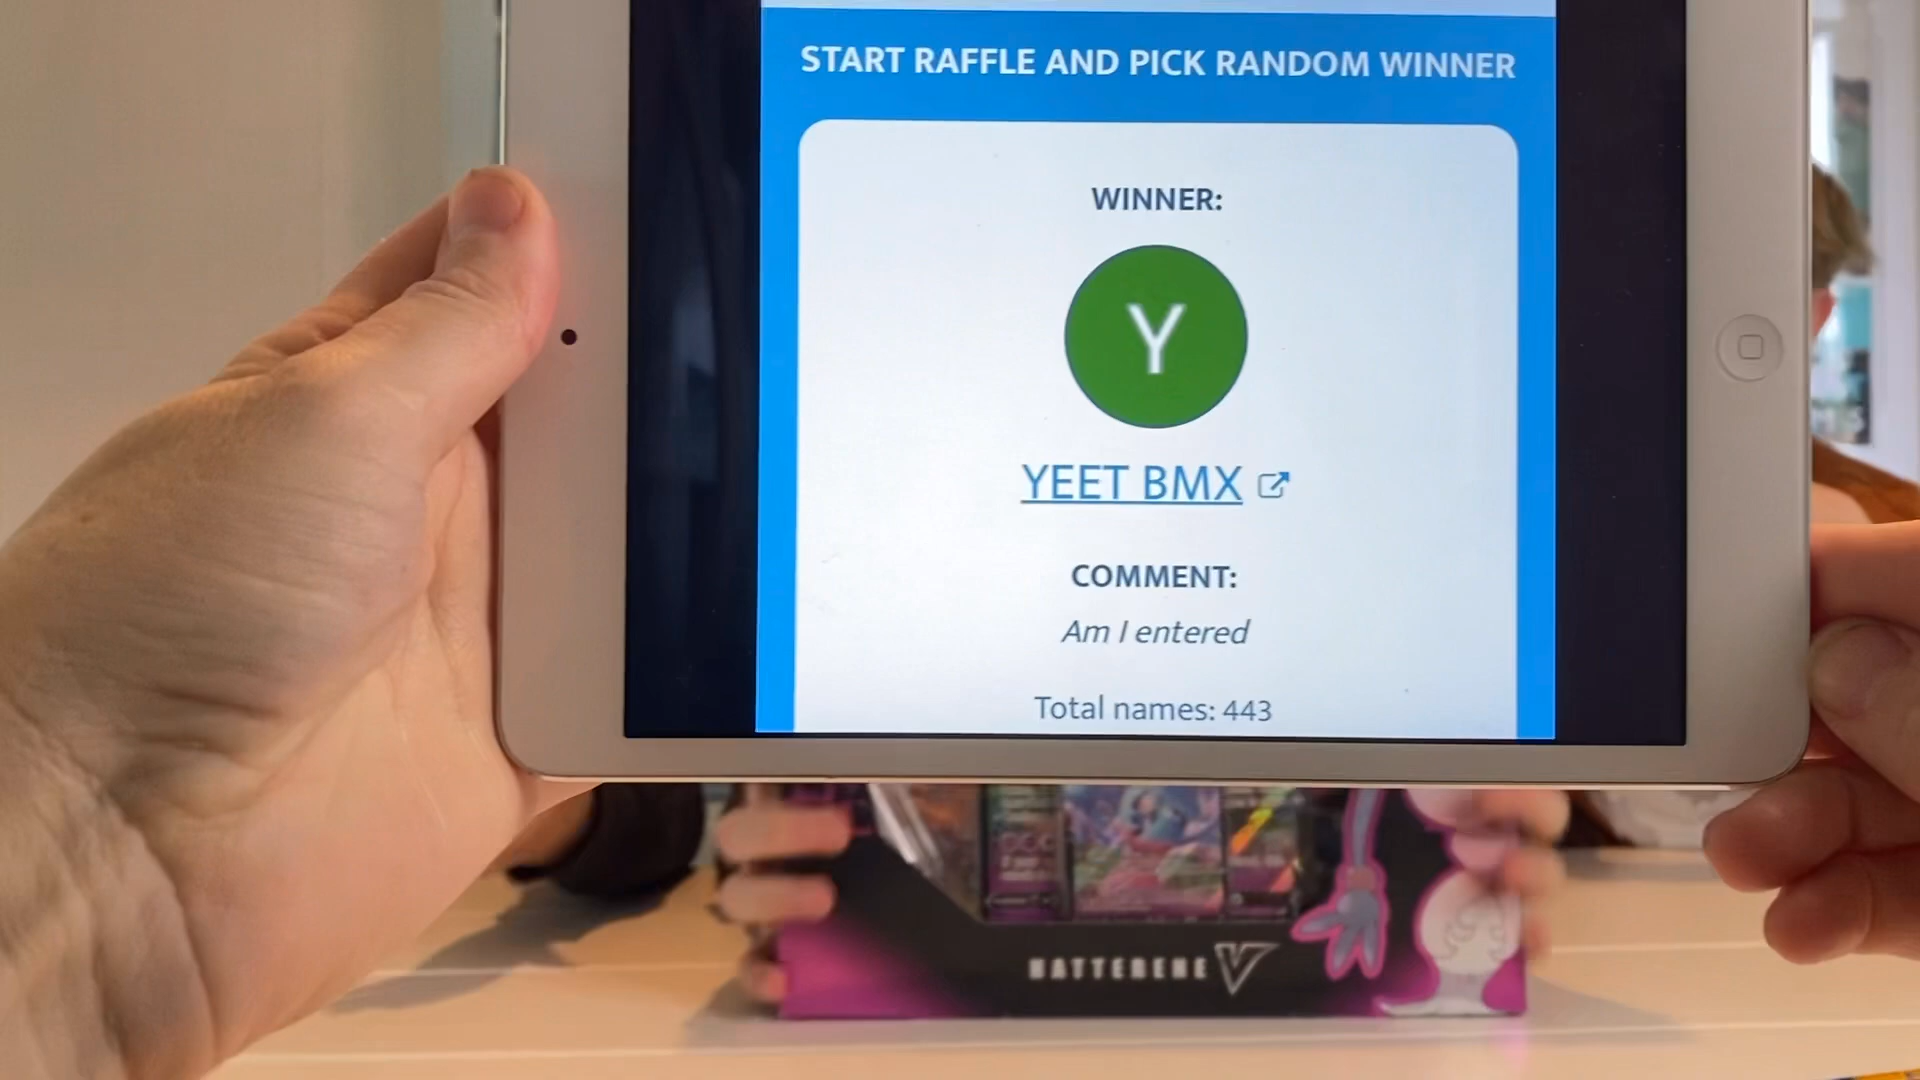 START RAFFLE AND PICK RANDOM WINNER
WINNER:
Y
YEET BMX
COMMENT:
Am I entered
Total names: 443
HATTERENE V